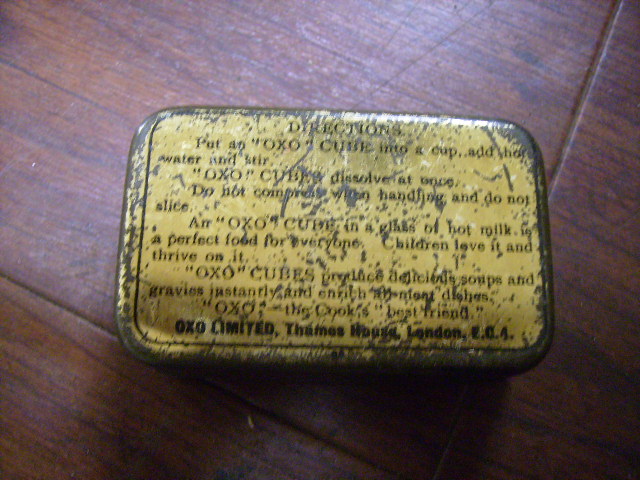 DIRECTIONS
Put an "OXO" CUBE into a cup, add hot
water and stir.
"OXO" CUBES dissolve at once.
Do not compress when handling and do not
slice.
An "OXO" CUBE in a glass of hot milk is
a perfect food for everyone. Children love it and
thrive on it.
"OXO" CUBES produce delicious soups and
gravies instantly and enrich all meat dishes.
"OXO"—the Cook's "best friend."
OXO LIMITED, Thames House, London, E.C.4.